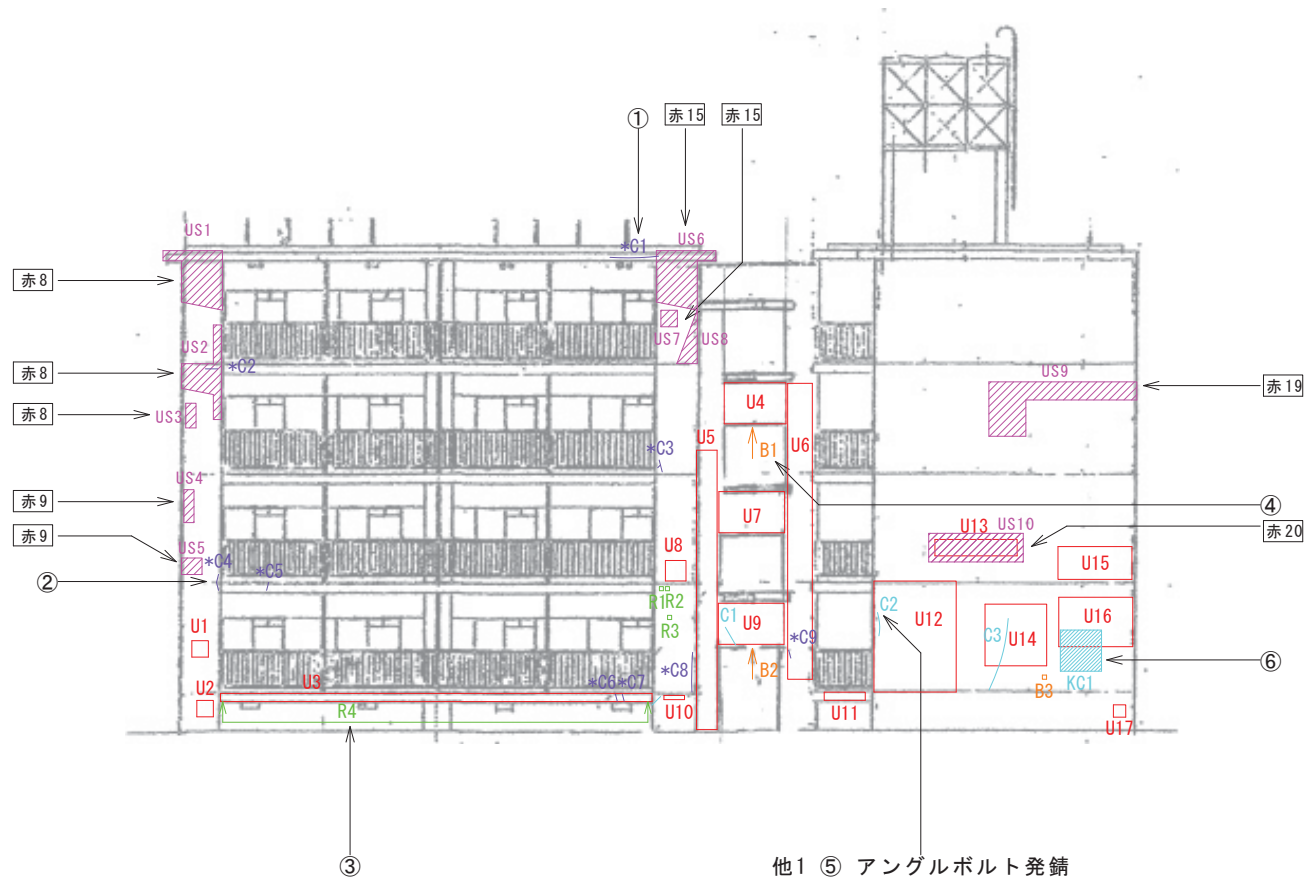 ① 赤15 赤15
US1 *C1 US6
赤8
US7 US8
US2
赤8 *C2
US9 赤19
赤8 US3
U4 U5 U6
*C3 B1
④
US4
赤9
U7
U13 US10 赤20
赤9 US5 *C4 *C5
U8 U15
②
R1 R2
R3 C1 U9 C2 U12 U16
U1 *C9 C3 U14
⑥
*C8 B2 KC1
U2 U3 *C6 *C7 B3
R4 U10 U11 U17
③
他1 ⑤ アングルボルト発錆